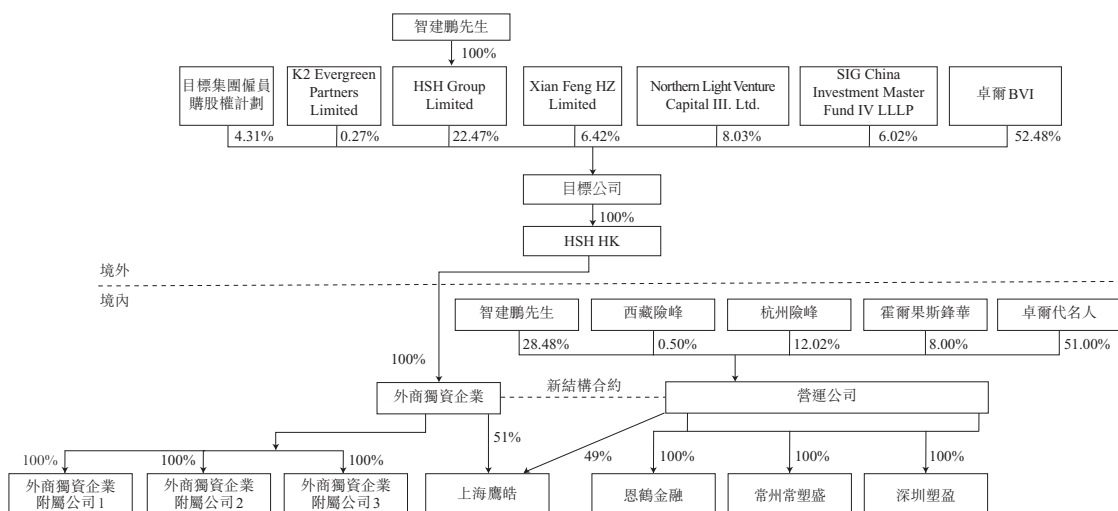 智建鵬先生
100%
目標集團僱員
購股權計劃
K2 Evergreen
Partners
Limited
HSH Group
Limited
Xian Feng HZ
Limited
Northern Light Venture
Capital III. Ltd.
SIG China
Investment Master
Fund IV LLLP
卓爾BVI
4.31%
0.27%
22.47%
6.42%
8.03%
6.02%
52.48%
目標公司
100%
HSH HK
境外
境內
智建鵬先生
西藏險峰
杭州險峰
霍爾果斯鋒華
卓爾代名人
28.48%
0.50%
12.02%
8.00%
51.00%
100%
外商獨資企業
新結構合約
營運公司
51%
49%
100%
100%
100%
100%
100%
100%
外商獨資企業
附屬公司1
外商獨資企業
附屬公司2
外商獨資企業
附屬公司3
上海鷹皓
恩鶴金融
常州常塑盛
深圳塑盈